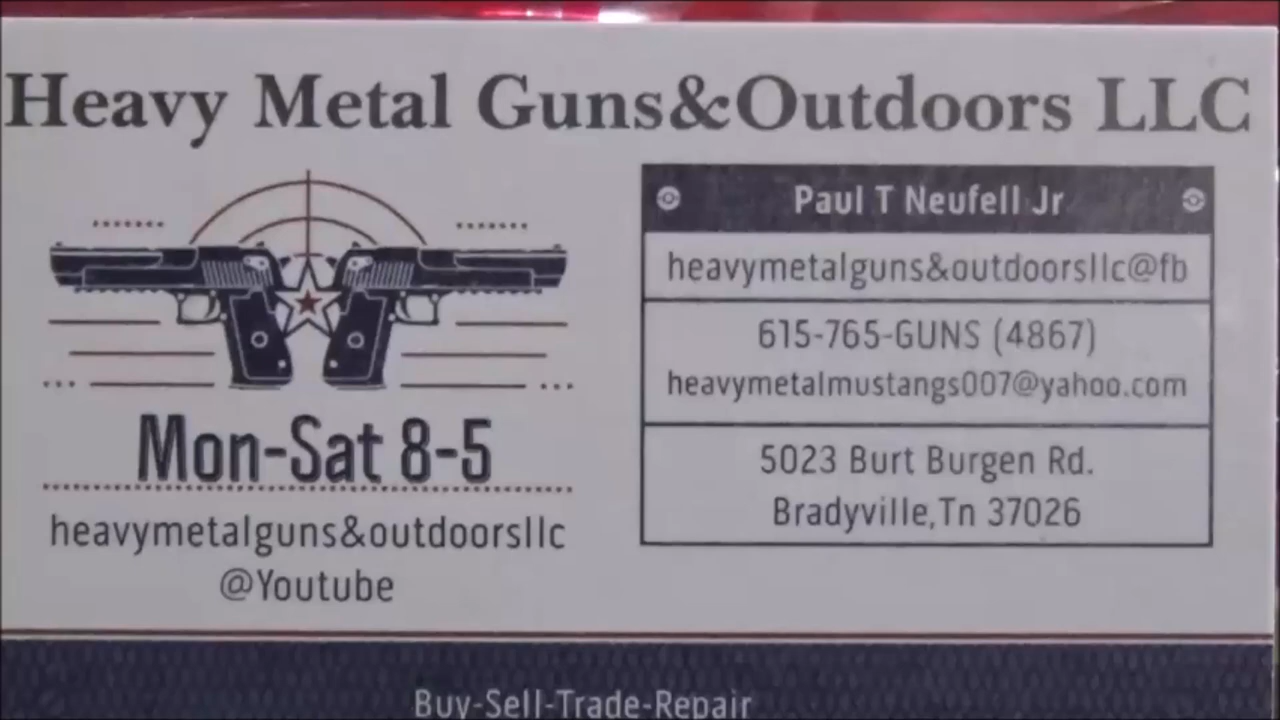 Heavy Metal Guns&Outdoors LLC
Mon-Sat 8-5
heavymetalguns&outdoorsllc
@Youtube
Paul T Neufell Jr
heavymetalguns&outdoorsllc@fb
615-765-GUNS (4867)
heavymetalmustangs007@yahoo.com
5023 Burt Burgen Rd.
Bradyville,Tn 37026
Buy-Sell-Trade-Repair